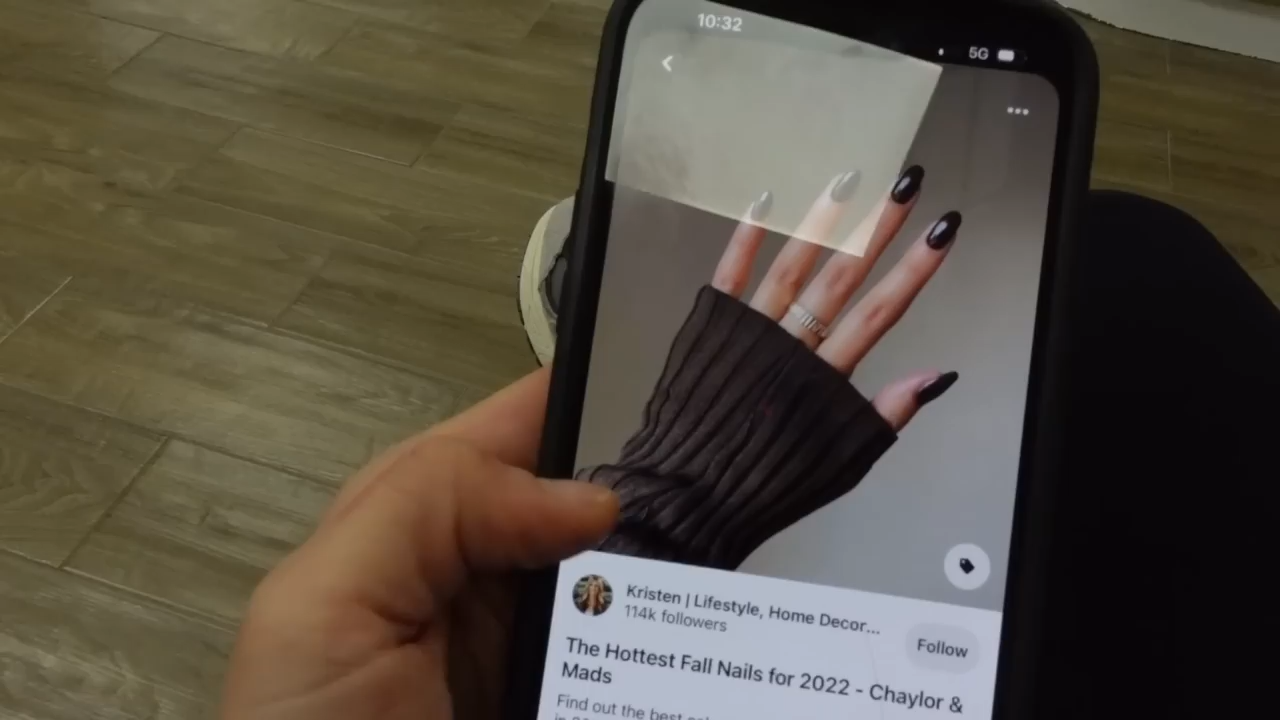 10:32
5G
Kristen | Lifestyle, Home Decor...
114k followers
Follow
The Hottest Fall Nails for 2022 - Chaylor &
Mads
Find out the best